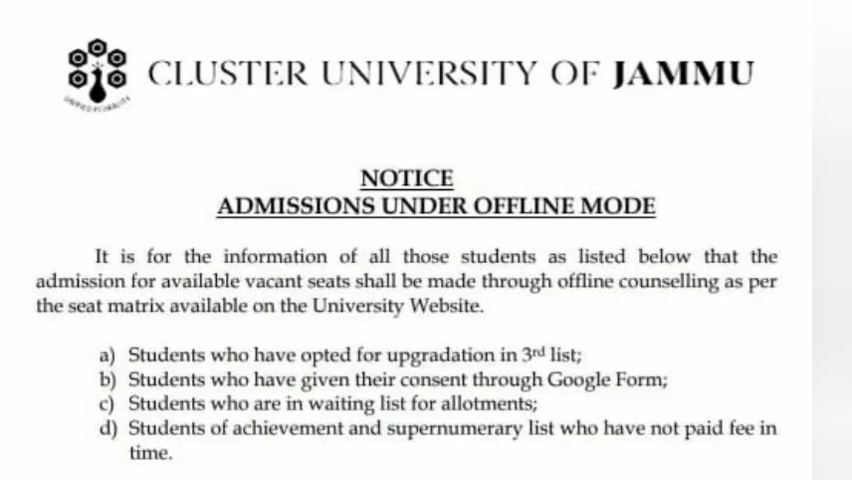 CLUSTER UNIVERSITY OF JAMMU
NOTICE
ADMISSIONS UNDER OFFLINE MODE
It is for the information of all those students as listed below that the
admission for available vacant seats shall be made through offline counselling as per
the seat matrix available on the University Website.
a) Students who have opted for upgradation in 3rd list;
b) Students who have given their consent through Google Form;
c) Students who are in waiting list for allotments;
d) Students of achievement and supernumerary list who have not paid fee in
time.